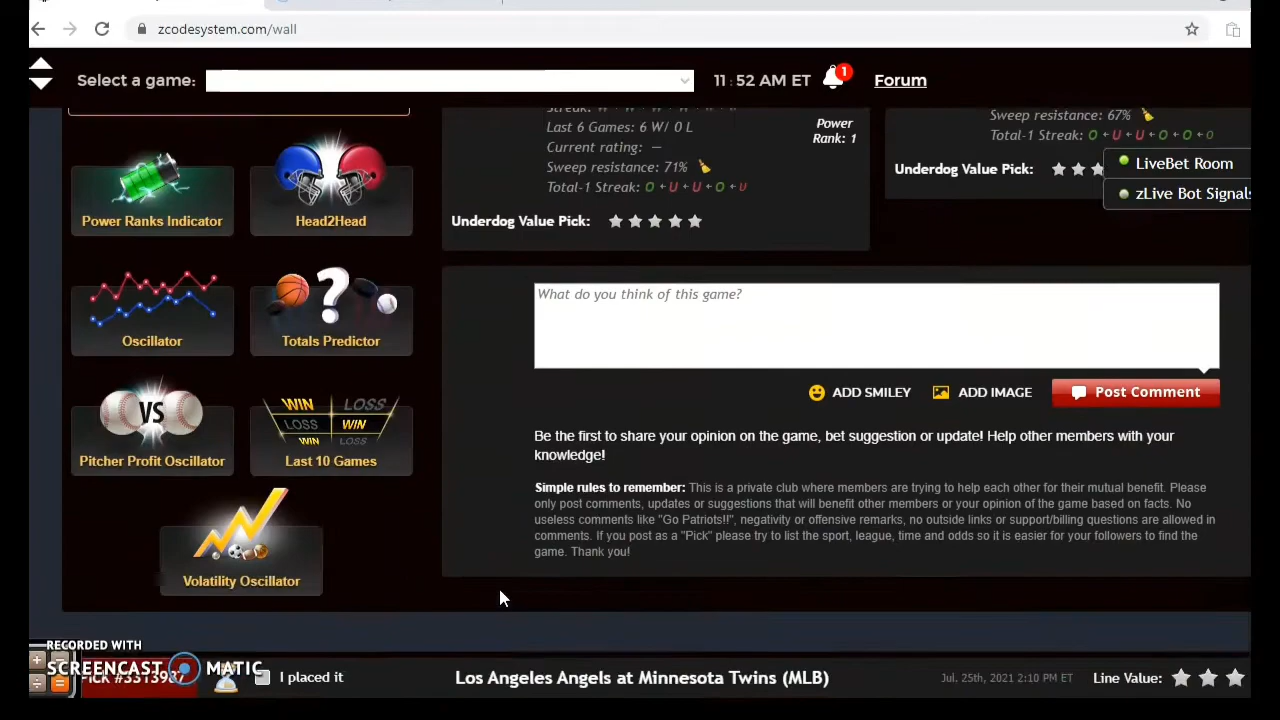 zcodesystem.com/wall
Select a game:
11 : 52 AM ET
1
Forum
Last 6 Games: 6 W/ 0 L
Current rating: —
Sweep resistance: 71%
Total-1 Streak: O + U + U + O + U
Underdog Value Pick:
Power
Rank: 1
Sweep resistance: 67%
Total-1 Streak: O + U + U + O + O + O
Underdog Value Pick:
LiveBet Room
zLive Bot Signals
Power Ranks Indicator
Head2Head
Oscillator
?
Totals Predictor
VS
Pitcher Profit Oscillator
WIN LOSS
LOSS WIN
WIN LOSS
Last 10 Games
Volatility Oscillator
What do you think of this game?
ADD SMILEY
ADD IMAGE
Post Comment
Be the first to share your opinion on the game, bet suggestion or update! Help other members with your
knowledge!
Simple rules to remember: This is a private club where members are trying to help each other for their mutual benefit. Please
only post comments, updates or suggestions that will benefit other members or your opinion of the game based on facts. No
useless comments like "Go Patriots!!", negativity or offensive remarks, no outside links or support/billing questions are allowed in
comments. If you post as a "Pick" please try to list the sport, league, time and odds so it is easier for your followers to find the
game. Thank you!
RECORDED WITH
SCREENCAST MATIC
I placed it
Los Angeles Angels at Minnesota Twins (MLB)
Jul. 25th, 2021 2:10 PM ET
Line Value: